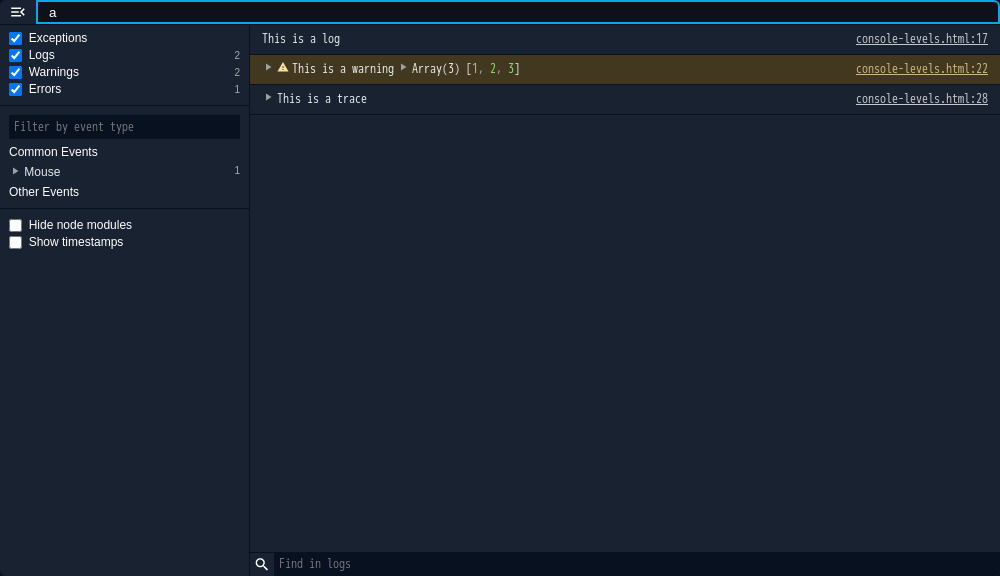 a
Exceptions
Logs 2
Warnings 2
Errors 1
Filter by event type
Common Events
Mouse 1
Other Events
Hide node modules
Show timestamps
This is a log console-levels.html:17
This is a warning Array(3) [1, 2, 3] console-levels.html:22
This is a trace console-levels.html:28
Find in logs